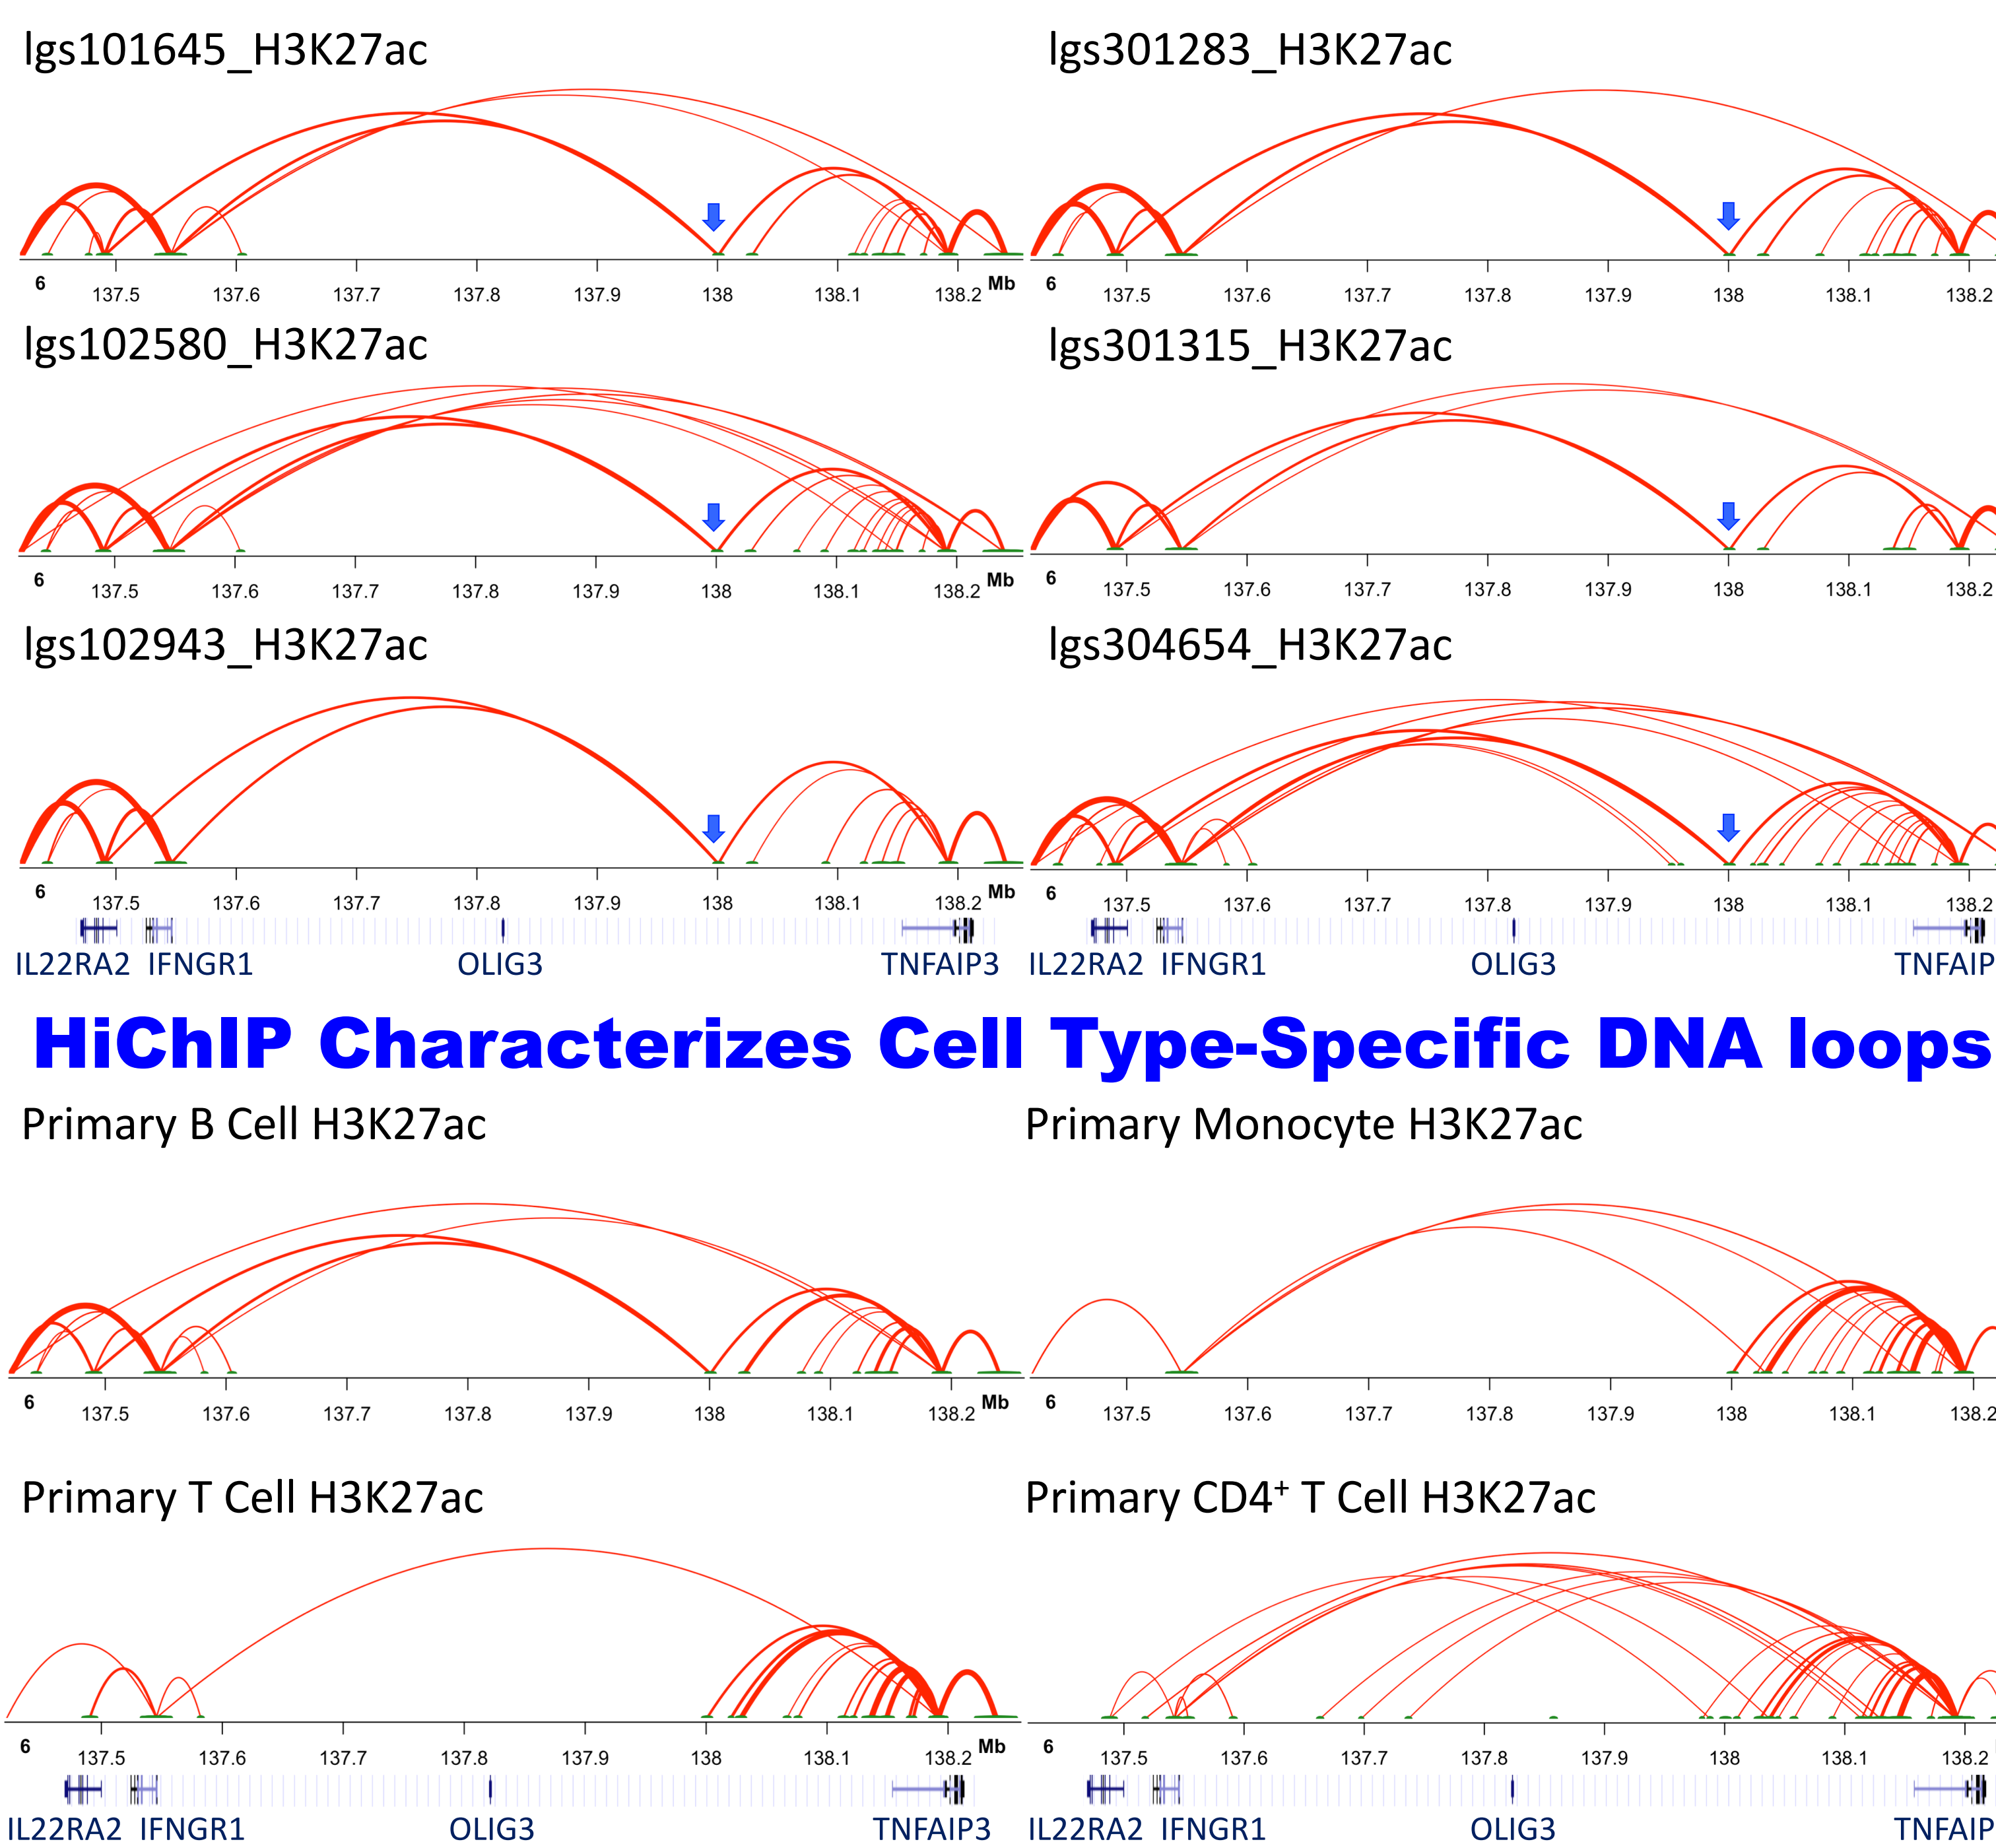 lgs101645_H3K27ac
6 137.5 137.6 137.7 137.8 137.9 138 138.1 138.2 Mb
lgs301283_H3K27ac
6 137.5 137.6 137.7 137.8 137.9 138 138.1 138.2
lgs102580_H3K27ac
6 137.5 137.6 137.7 137.8 137.9 138 138.1 138.2 Mb
lgs301315_H3K27ac
6 137.5 137.6 137.7 137.8 137.9 138 138.1 138.2
lgs102943_H3K27ac
6 137.5 137.6 137.7 137.8 137.9 138 138.1 138.2 Mb
IL22RA2 IFNGR1 OLIG3 TNFAIP3
lgs304654_H3K27ac
6 137.5 137.6 137.7 137.8 137.9 138 138.1 138.2
IL22RA2 IFNGR1 OLIG3 TNFAIP
HiChIP Characterizes Cell Type-Specific DNA loops
Primary B Cell H3K27ac
6 137.5 137.6 137.7 137.8 137.9 138 138.1 138.2 Mb
Primary Monocyte H3K27ac
6 137.5 137.6 137.7 137.8 137.9 138 138.1 138.2
Primary T Cell H3K27ac
6 137.5 137.6 137.7 137.8 137.9 138 138.1 138.2 Mb
IL22RA2 IFNGR1 OLIG3 TNFAIP3
Primary CD4⁺ T Cell H3K27ac
6 137.5 137.6 137.7 137.8 137.9 138 138.1 138.2
IL22RA2 IFNGR1 OLIG3 TNFAIP